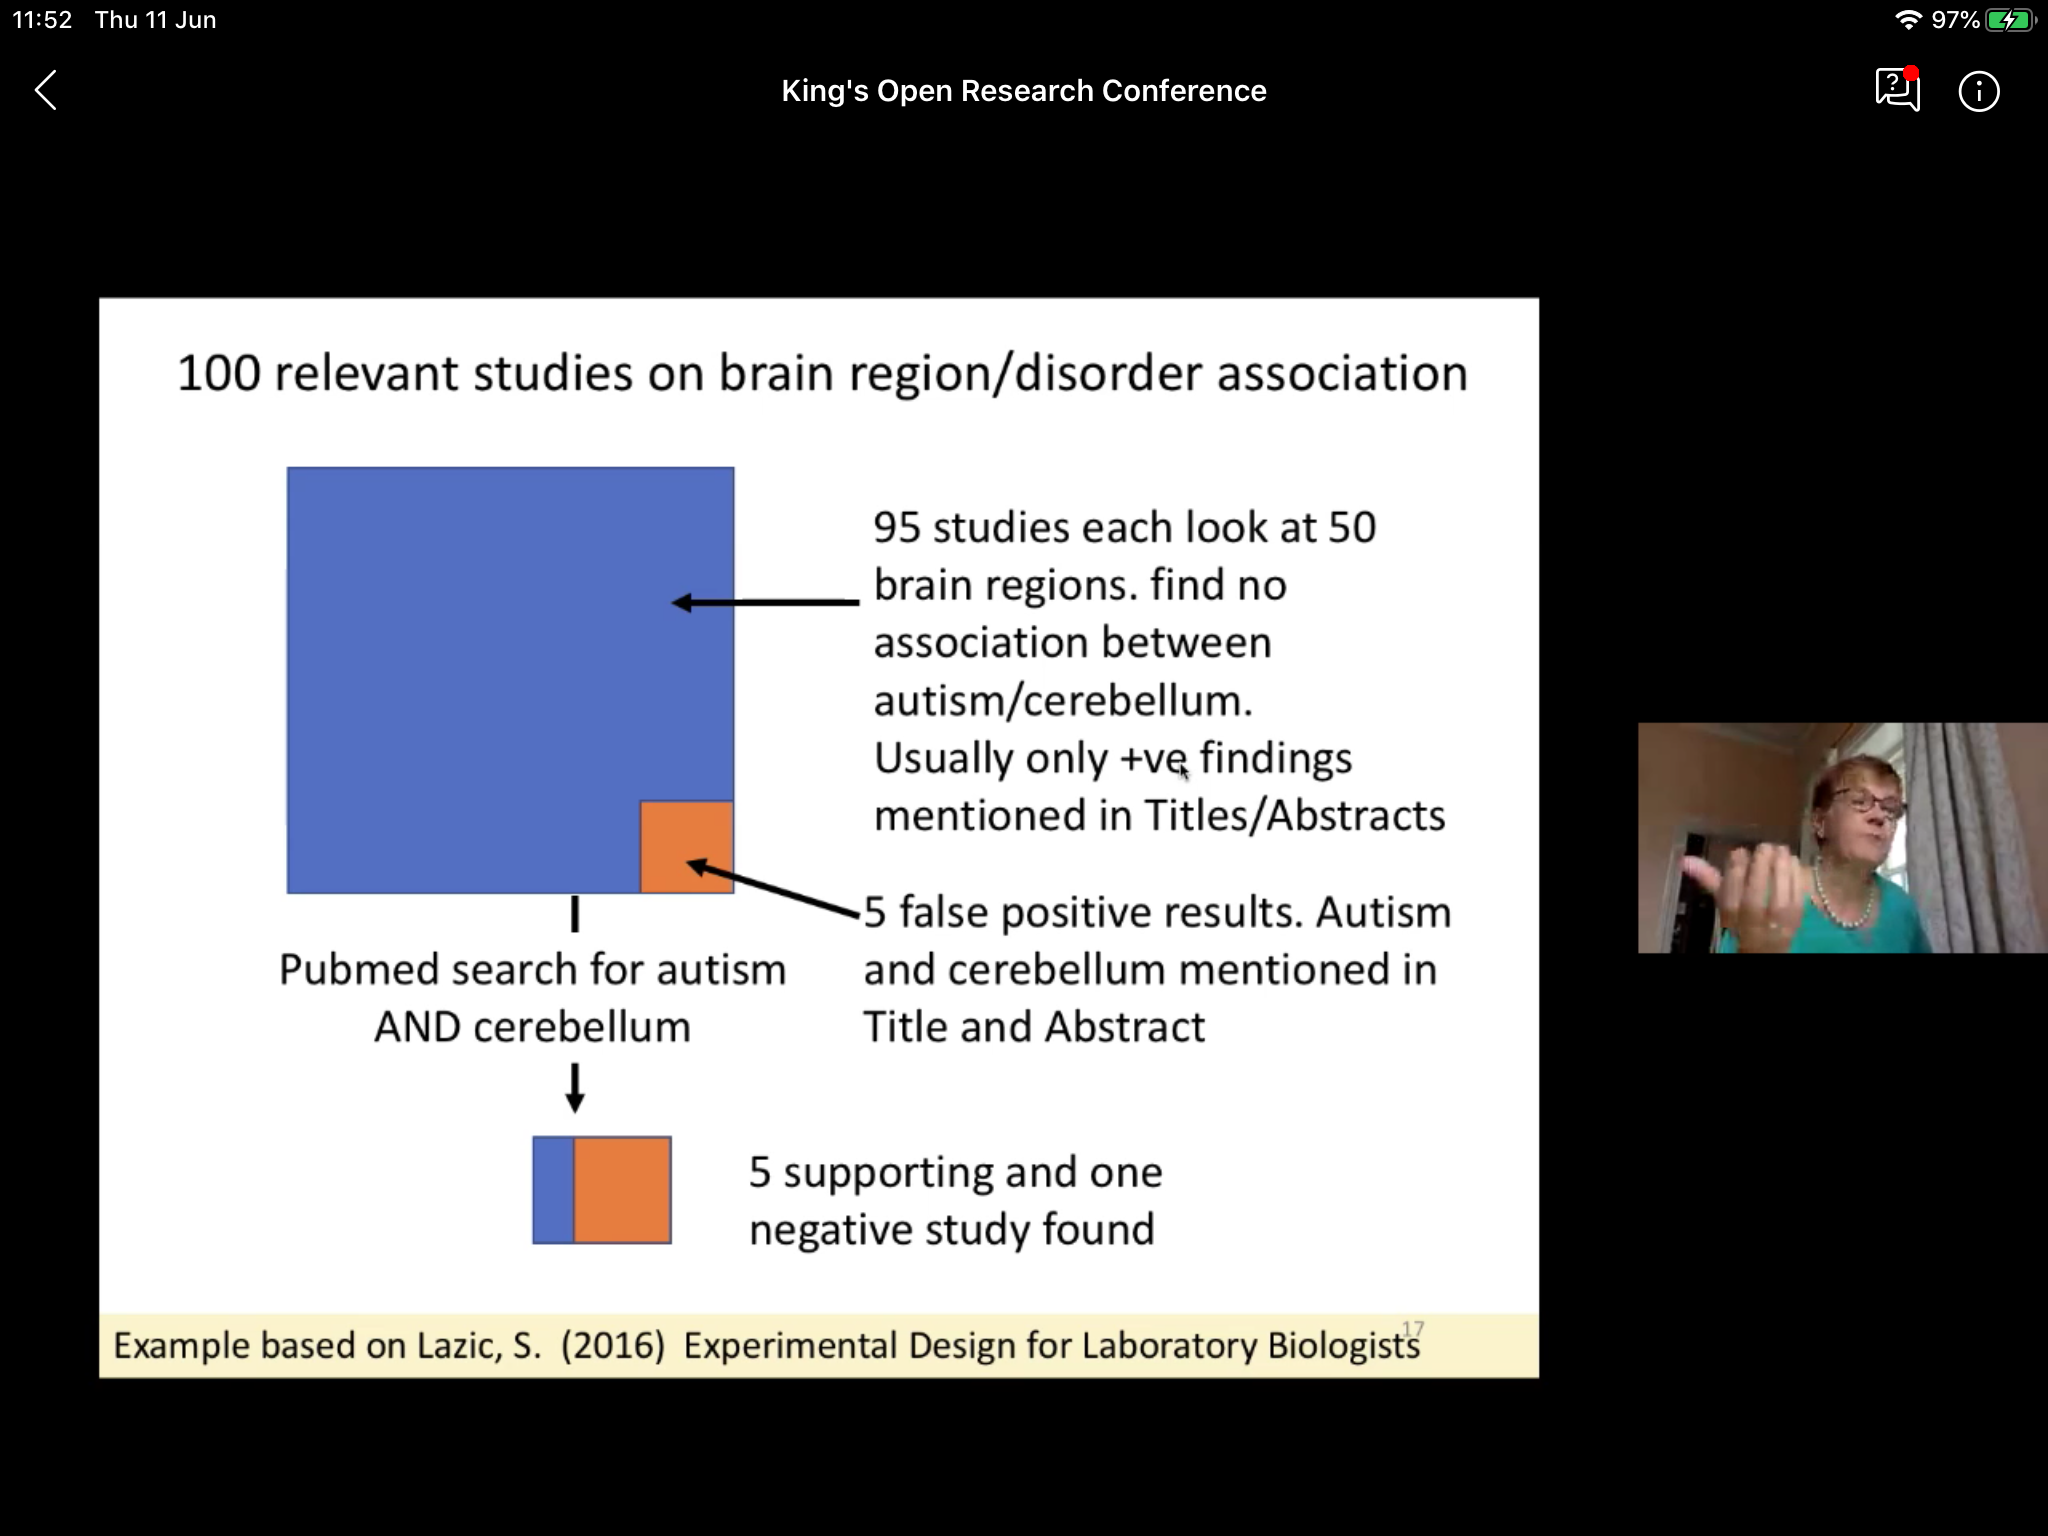 11:52 Thu 11 Jun
97%
King's Open Research Conference
100 relevant studies on brain region/disorder association
95 studies each look at 50
brain regions. find no
association between
autism/cerebellum.
Usually only +ve findings
mentioned in Titles/Abstracts
5 false positive results. Autism
and cerebellum mentioned in
Title and Abstract
Pubmed search for autism
AND cerebellum
5 supporting and one
negative study found
17
Example based on Lazic, S. (2016) Experimental Design for Laboratory Biologists